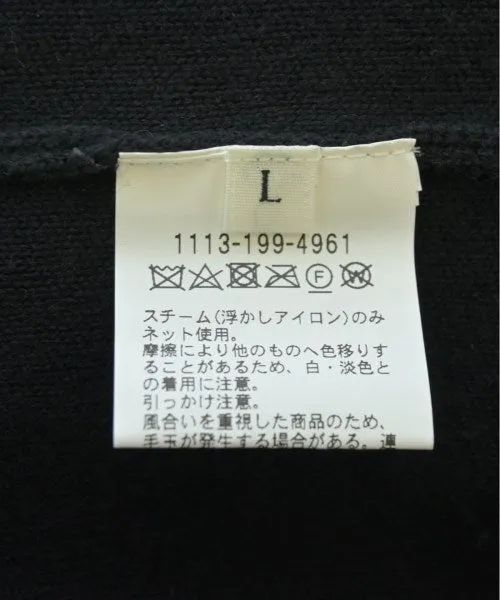 L
1113-199-4961
F W
スチーム(浮かしアイロン)のみ
ネット使用。
摩擦により他のものへ色移りす
ることがあるため、白・淡色と
の着用に注意。
引っかけ注意。
風合いを重視した商品のため、
毛玉が発生する場合がある。連